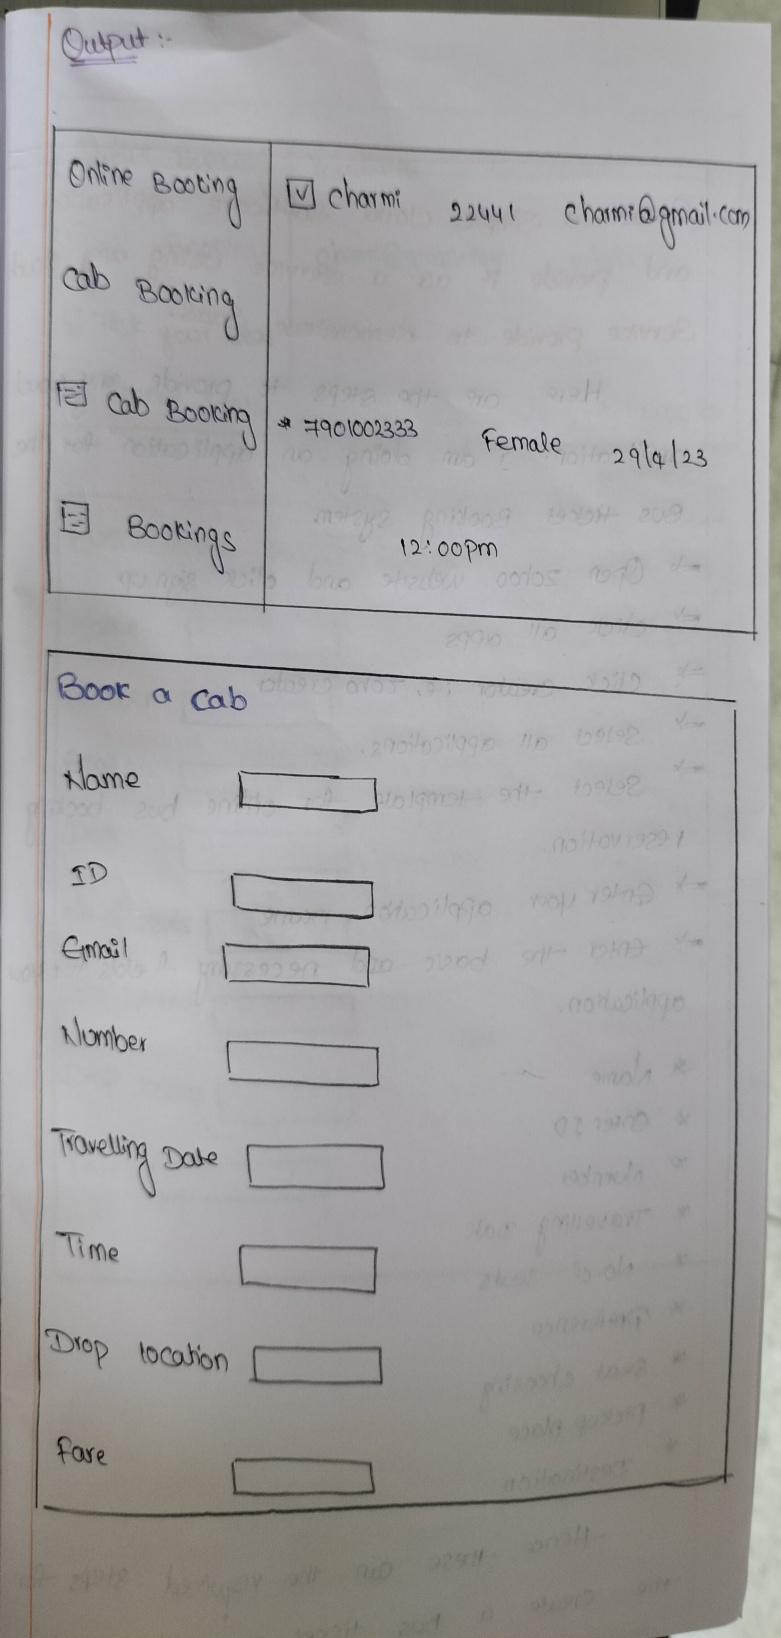 Output :-
Online Booking
Charmi 22441 charmi@gmail.com
Cab Booking
Cab Booking * 7901002333 Female 29/4/23
Bookings 12:00pm
Book a cab
Name
ID
Gmail
Number
Travelling Date
Time
Drop location
Fare